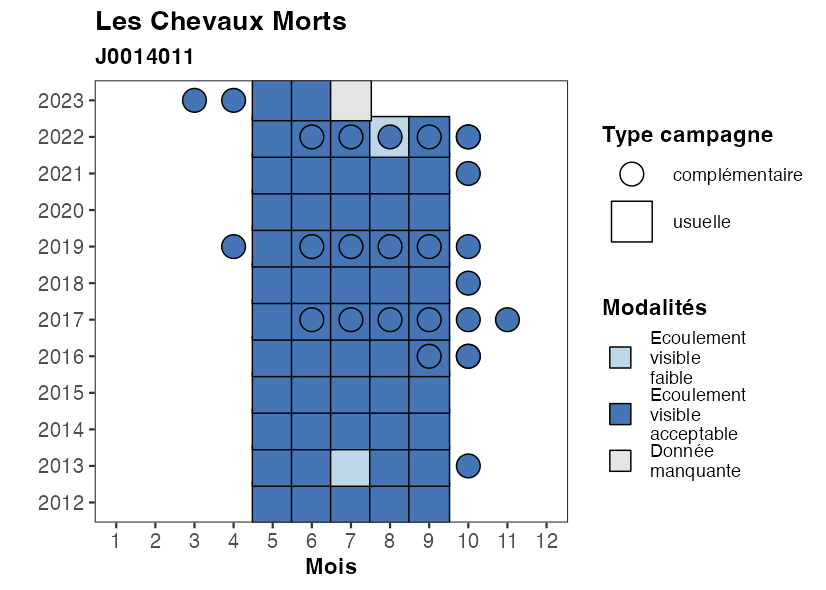 Les Chevaux Morts
J0014011
2023
2022
2021
2020
2019
2018
2017
2016
2015
2014
2013
2012
1 2 3 4 5 6 7 8 9 10 11 12
Mois
Type campagne
complémentaire
usuelle
Modalités
Ecoulement
visible
faible
Ecoulement
visible
acceptable
Donnée
manquante